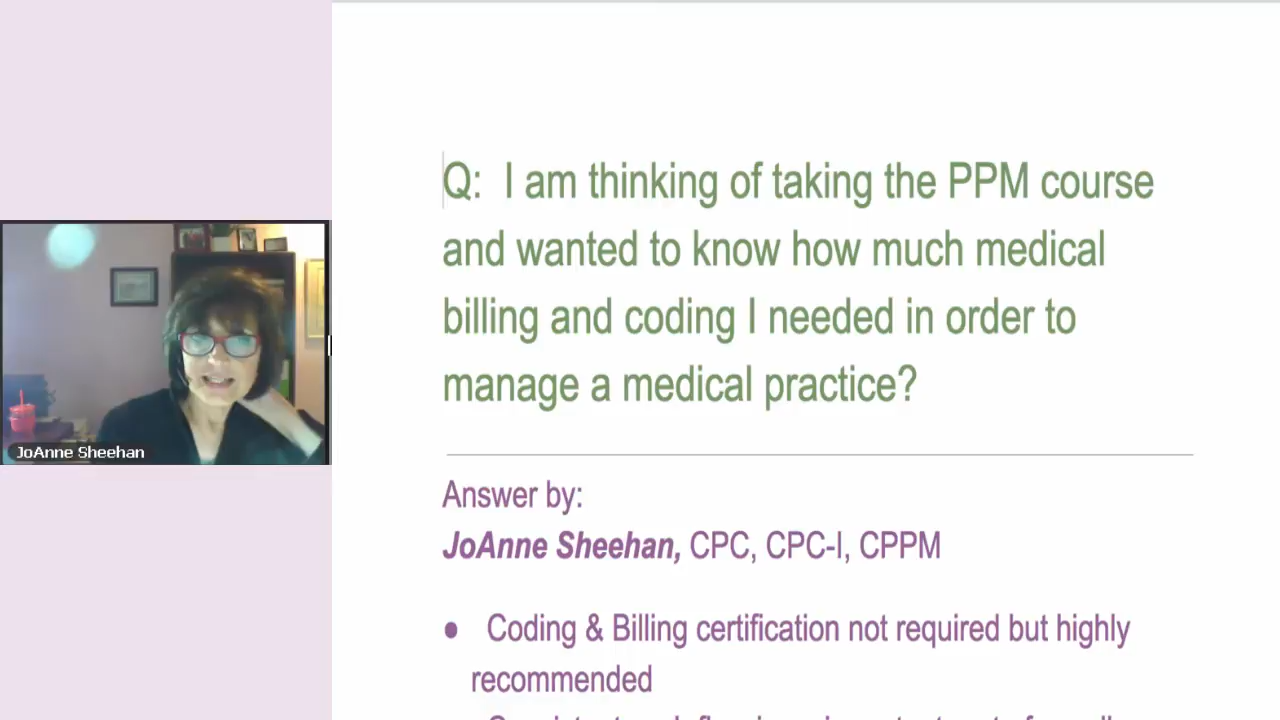 Q: I am thinking of taking the PPM course
and wanted to know how much medical
billing and coding I needed in order to
manage a medical practice?
Answer by:
JoAnne Sheehan, CPC, CPC-I, CPPM
● Coding & Billing certification not required but highly
recommended
JoAnne Sheehan